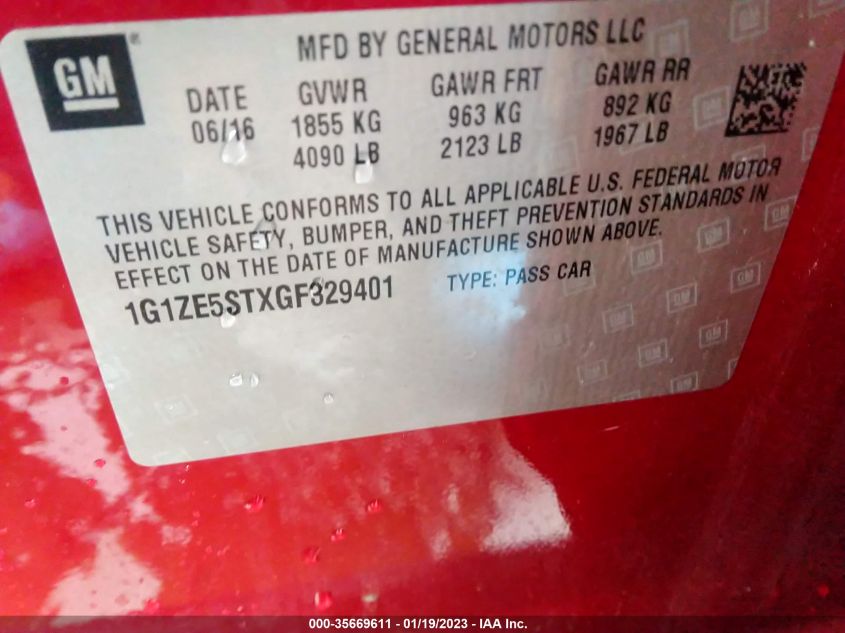 GM
MFD BY GENERAL MOTORS LLC
DATE GVWR GAWR FRT GAWR RR
06/16 1855 KG 963 KG 892 KG
4090 LB 2123 LB 1967 LB
THIS VEHICLE CONFORMS TO ALL APPLICABLE U.S. FEDERAL MOTOR
VEHICLE SAFETY, BUMPER, AND THEFT PREVENTION STANDARDS IN
EFFECT ON THE DATE OF MANUFACTURE SHOWN ABOVE.
1G1ZE5STXGF329401 TYPE: PASS CAR
000-35669611 - 01/19/2023 - IAA Inc.